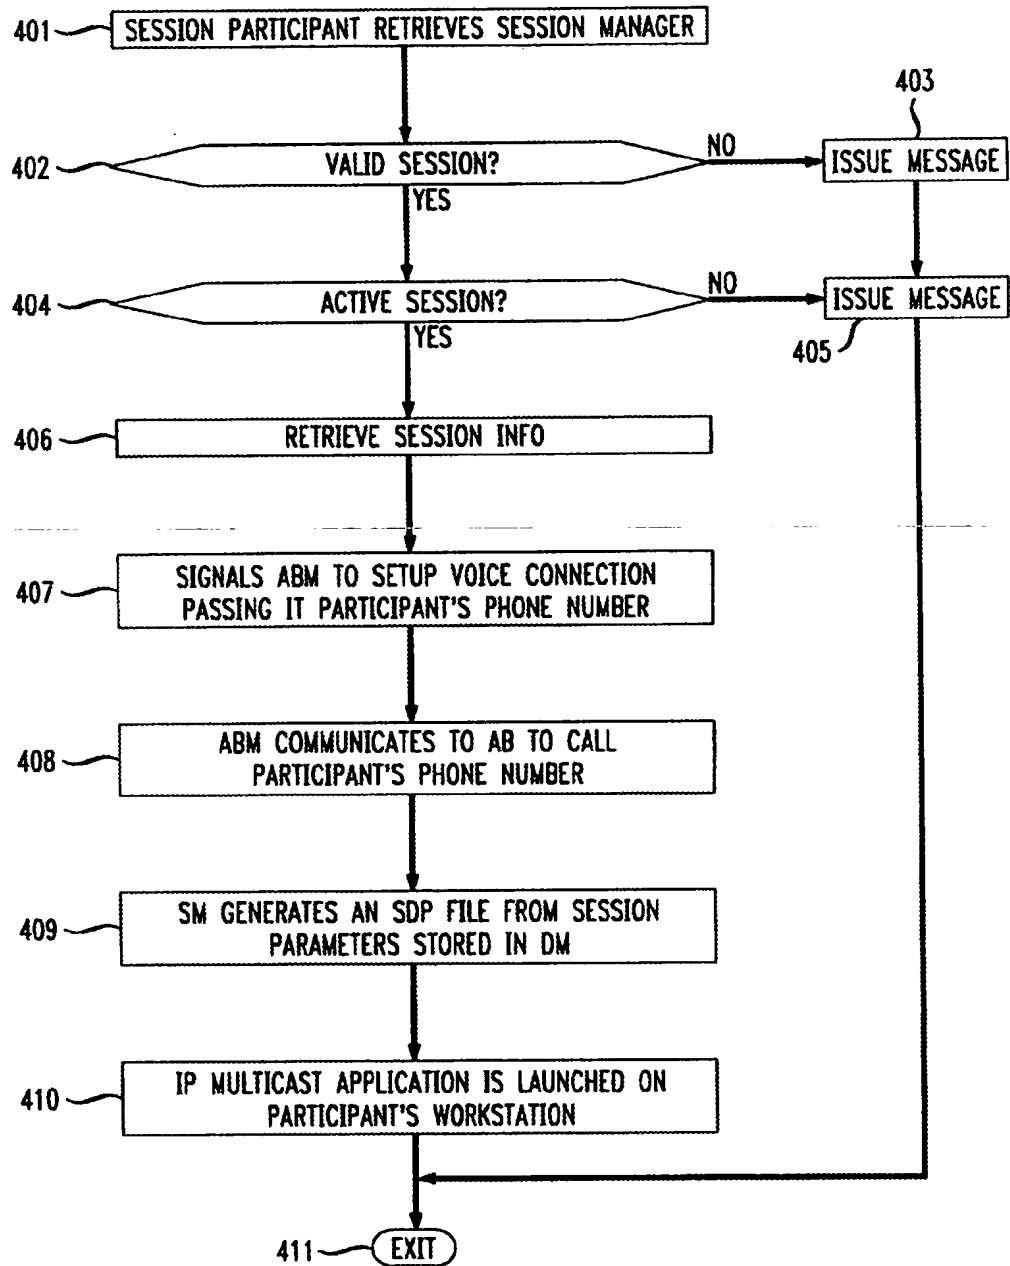 401 SESSION PARTICIPANT RETRIEVES SESSION MANAGER
403
402 VALID SESSION? NO ISSUE MESSAGE
YES
404 ACTIVE SESSION? NO ISSUE MESSAGE
YES 405
406 RETRIEVE SESSION INFO
407 SIGNALS ABM TO SETUP VOICE CONNECTION
PASSING IT PARTICIPANT'S PHONE NUMBER
408 ABM COMMUNICATES TO AB TO CALL
PARTICIPANT'S PHONE NUMBER
409 SM GENERATES AN SDP FILE FROM SESSION
PARAMETERS STORED IN DM
410 IP MULTICAST APPLICATION IS LAUNCHED ON
PARTICIPANT'S WORKSTATION
411 EXIT